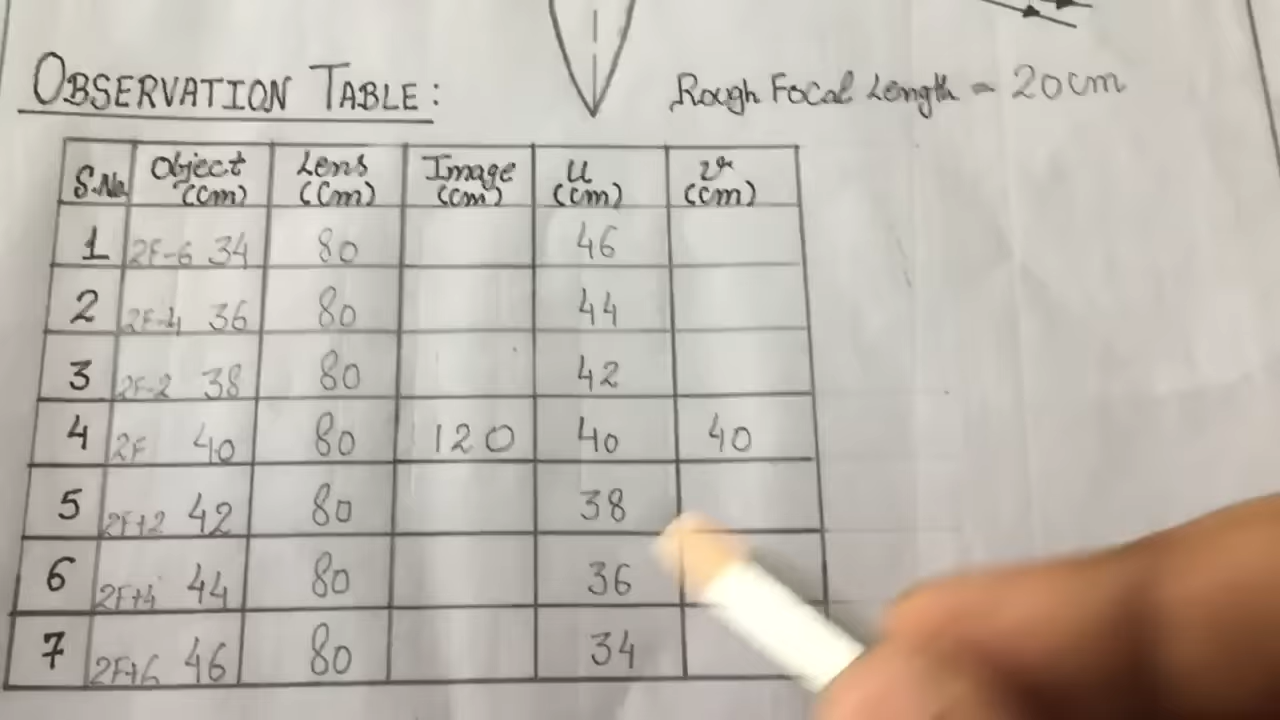 OBSERVATION TABLE:
Rough Focal Length = 20cm
S.No Object (cm) Lens (cm) Image (cm) u (cm) v (cm)
1 2F-6 34 80 46
2 2F-4 36 80 44
3 2F-2 38 80 42
4 2F 40 80 120 40 40
5 2F+2 42 80 38
6 2F+4 44 80 36
7 2F+6 46 80 34